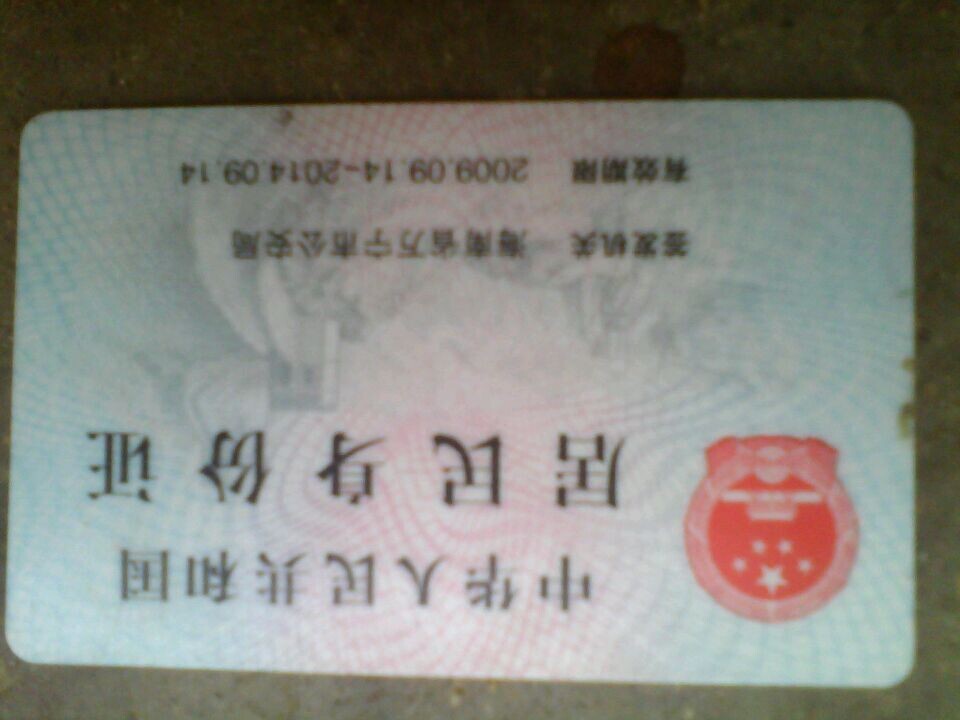 中华人民共和国
居民身份证
签发机关 海南省万宁市公安局
有效期限 2009.09.14-2014.09.14